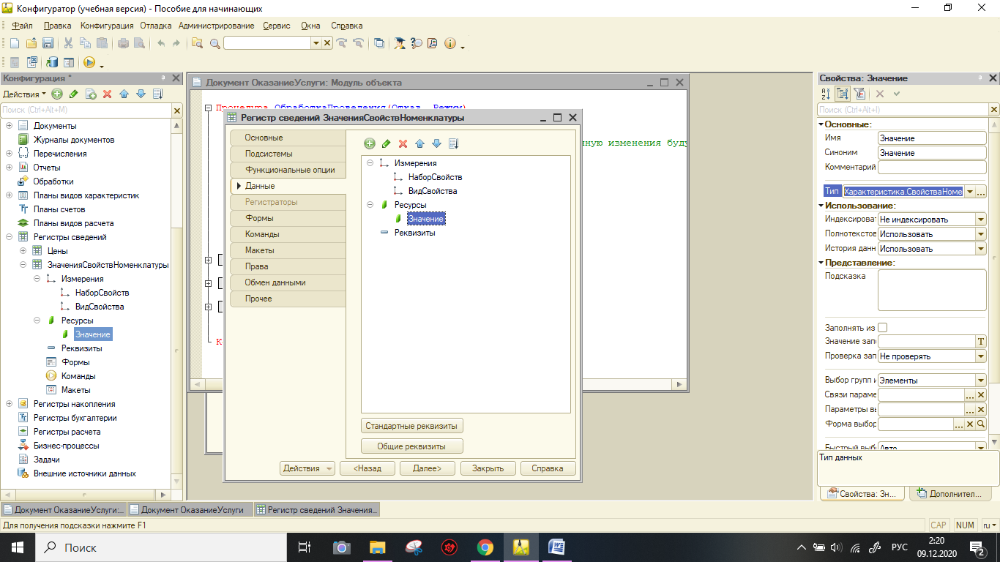 Конфигуратор (учебная версия) - Пособие для начинающих
Файл Правка Конфигурация Отладка Администрирование Сервис Окна Справка
Конфигурация *
Действия
Поиск (Ctrl+Alt+M)
Документы
Журналы документов
Перечисления
Отчеты
Обработки
Планы видов характеристик
Планы счетов
Планы видов расчета
Регистры сведений
Цены
ЗначенияСвойствНоменклатуры
Измерения
НаборСвойств
ВидСвойства
Ресурсы
Значение
Реквизиты
Формы
Команды
Макеты
Регистры накопления
Регистры бухгалтерии
Регистры расчета
Бизнес-процессы
Задачи
Внешние источники данных
Документ ОказаниеУслуги: Модуль объекта
Процедура ОбработкаПроведения(Отказ, Режим)
нную изменения буду
К
Регистр сведений ЗначенияСвойствНоменклатуры
Основные
Подсистемы
Функциональные опции
Данные
Регистраторы
Формы
Команды
Макеты
Права
Обмен данными
Прочее
Измерения
НаборСвойств
ВидСвойства
Ресурсы
Значение
Реквизиты
Стандартные реквизиты
Общие реквизиты
Действия <Назад Далее> Закрыть Справка
Свойства: Значение
Поиск (Ctrl+Alt+I)
Основные:
Имя Значение
Синоним Значение
Комментарий
Тип Характеристика.СвойстваНоме
Использование:
Индексироват Не индексировать
Полнотекстов Использовать
История данн Использовать
Представление:
Подсказка
Заполнять из
Значение запо T
Проверка зап Не проверять
Выбор групп и Элементы
Связи параме
Параметры вы
Форма выбор
Быстрый выб Авто
Тип данных
Свойства: Зн... Дополнител...
Документ ОказаниеУслуги:... Документ ОказаниеУслуги Регистр сведений Значения...
Для получения подсказки нажмите F1 CAP NUM ru
Поиск
РУС
2:20
09.12.2020
2